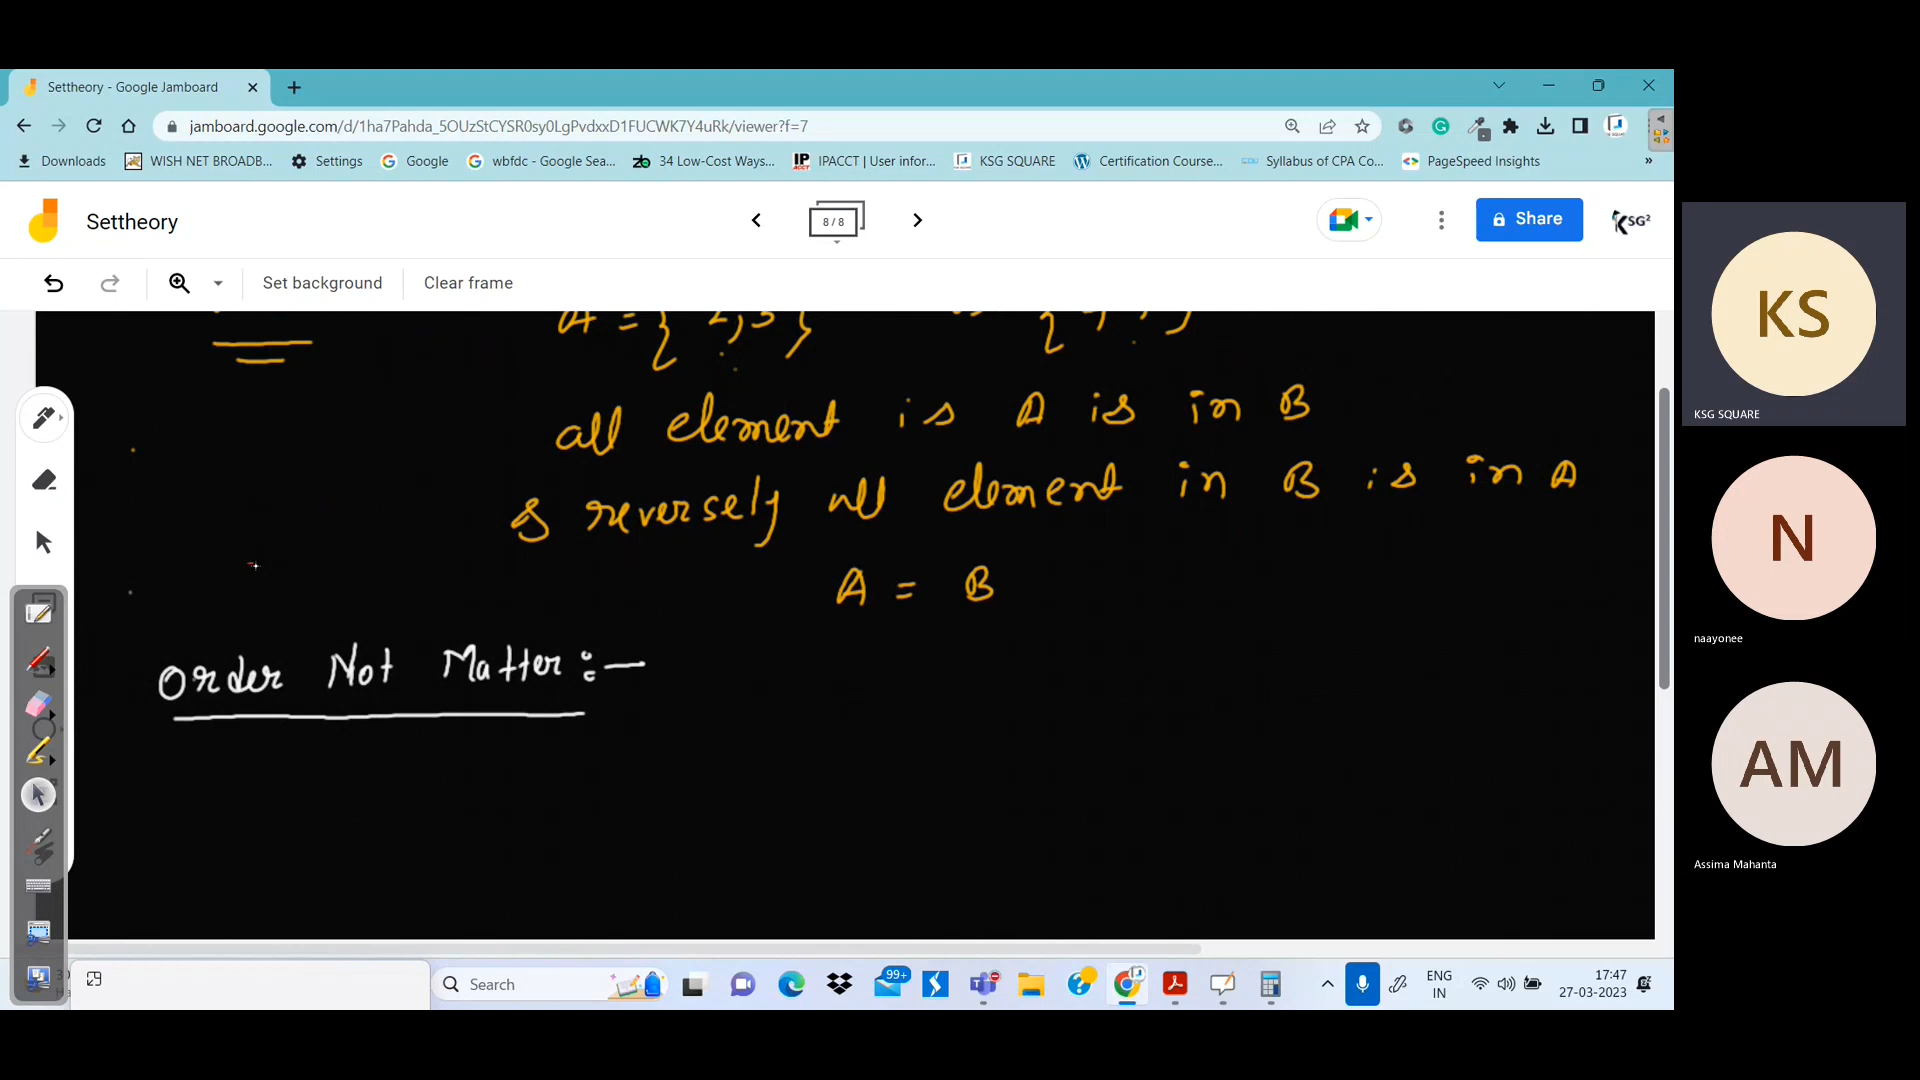 Settheory - Google Jamboard
jamboard.google.com/d/1ha7Pahda_5OUzStCYSR0sy0LgPvdxxD1FUCWK7Y4uRk/viewer?f=7
Downloads WISH NET BROADB... Settings Google wbfdc - Google Sea... 34 Low-Cost Ways... IPACCT | User infor... KSG SQUARE Certification Course... Syllabus of CPA Co... PageSpeed Insights »
Settheory 8 / 8 Share KSG²
Set background Clear frame
all element is A is in B
& reversely all element in B is in A
A = B
Order Not Matter :—
Search 99+ ENG IN 17:47 27-03-2023
KS
KSG SQUARE
N
naayonee
AM
Assima Mahanta